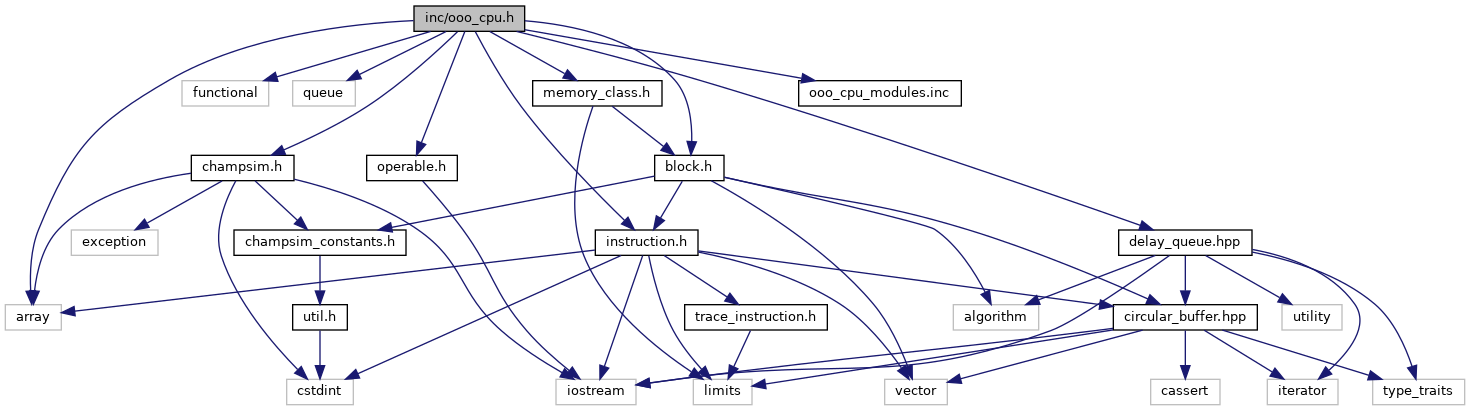 inc/ooo_cpu.h
functional
queue
memory_class.h
ooo_cpu_modules.inc
champsim.h
operable.h
block.h
exception
champsim_constants.h
instruction.h
delay_queue.hpp
array
util.h
trace_instruction.h
algorithm
circular_buffer.hpp
utility
cstdint
iostream
limits
vector
cassert
iterator
type_traits